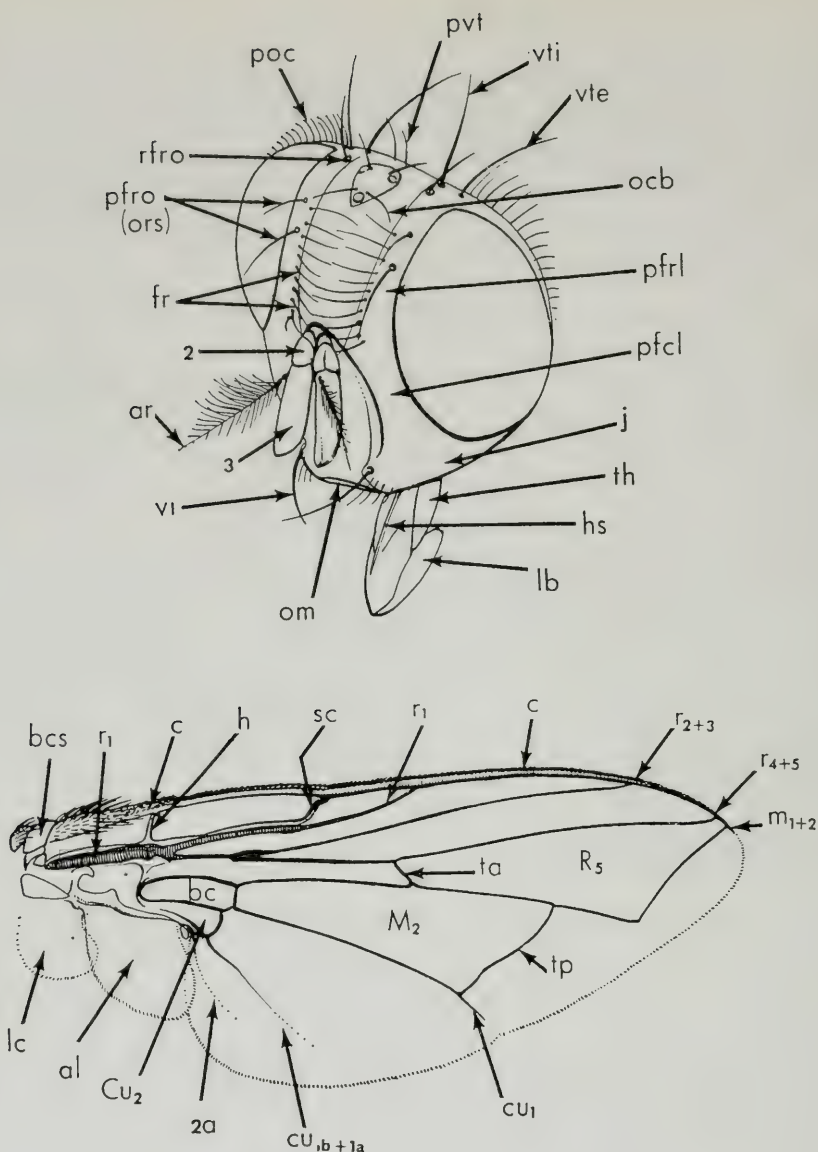 pvt
poc
vti
vte
rfro
pfro
(ors)
ocb
fr
pfrl
2
pfcl
ar
3
j
th
v1
hs
om
lb
bcs
r1
c
h
sc
r1
c
r2+3
r4+5
m1+2
ta
R5
bc
M2
tp
lc
al
Cu2
2a
cu1b+1a
cu1